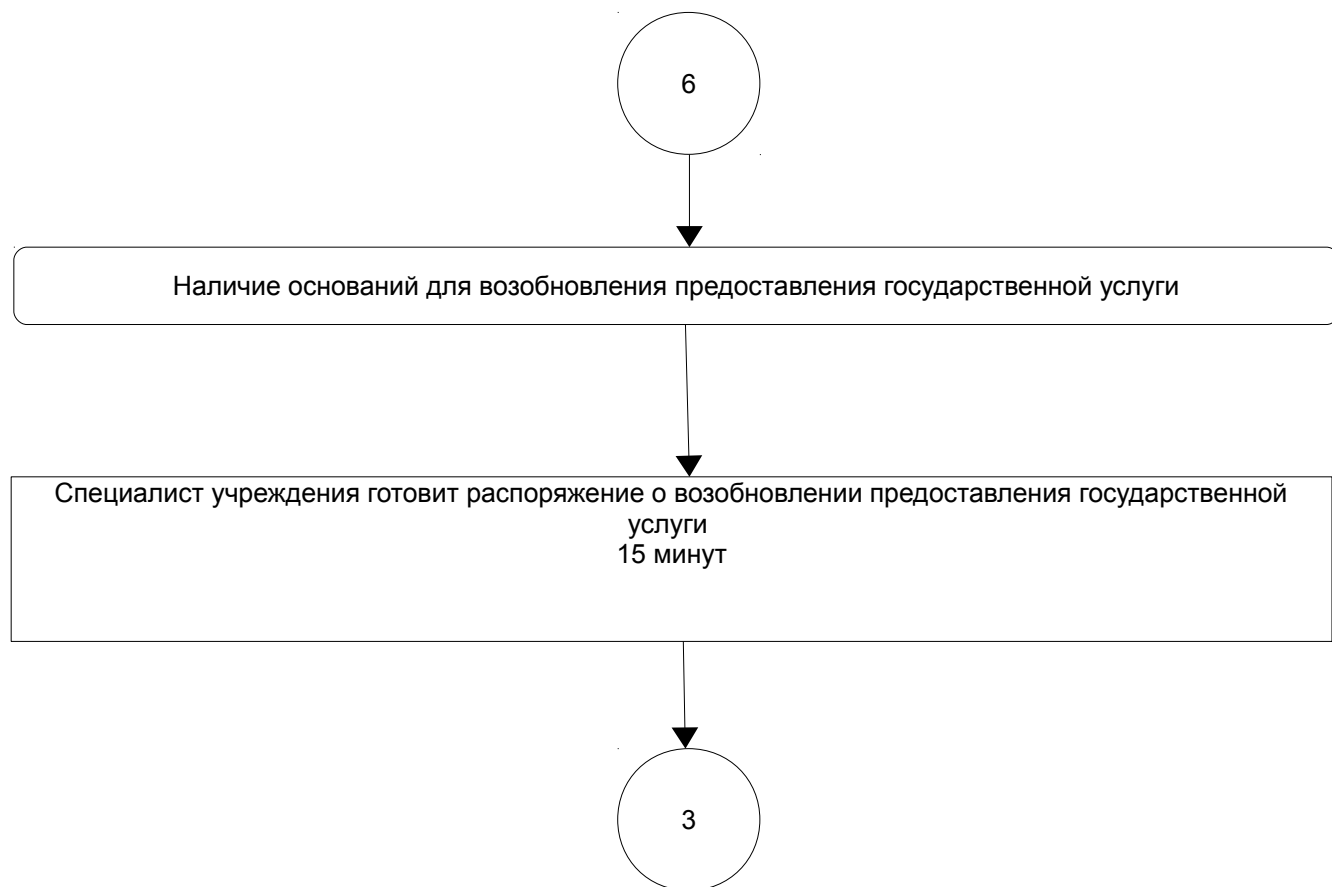 6
Наличие оснований для возобновления предоставления государственной услуги
Специалист учреждения готовит распоряжение о возобновлении предоставления государственной
услуги
15 минут
3